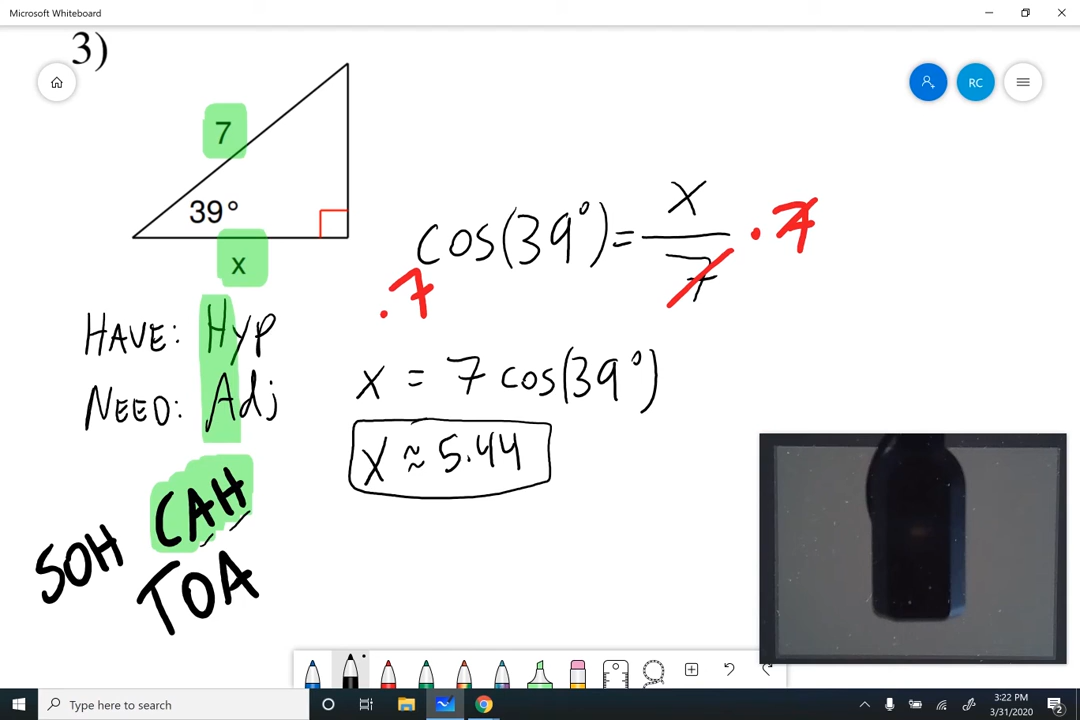 Microsoft Whiteboard
3)
RC
7
39°
x
cos(39°) = x/7 · 7
· 7
HAVE: Hyp
NEED: Adj
x = 7 cos(39°)
x ≈ 5.44
SOH CAH
TOA
Type here to search
3:22 PM
3/31/2020
2